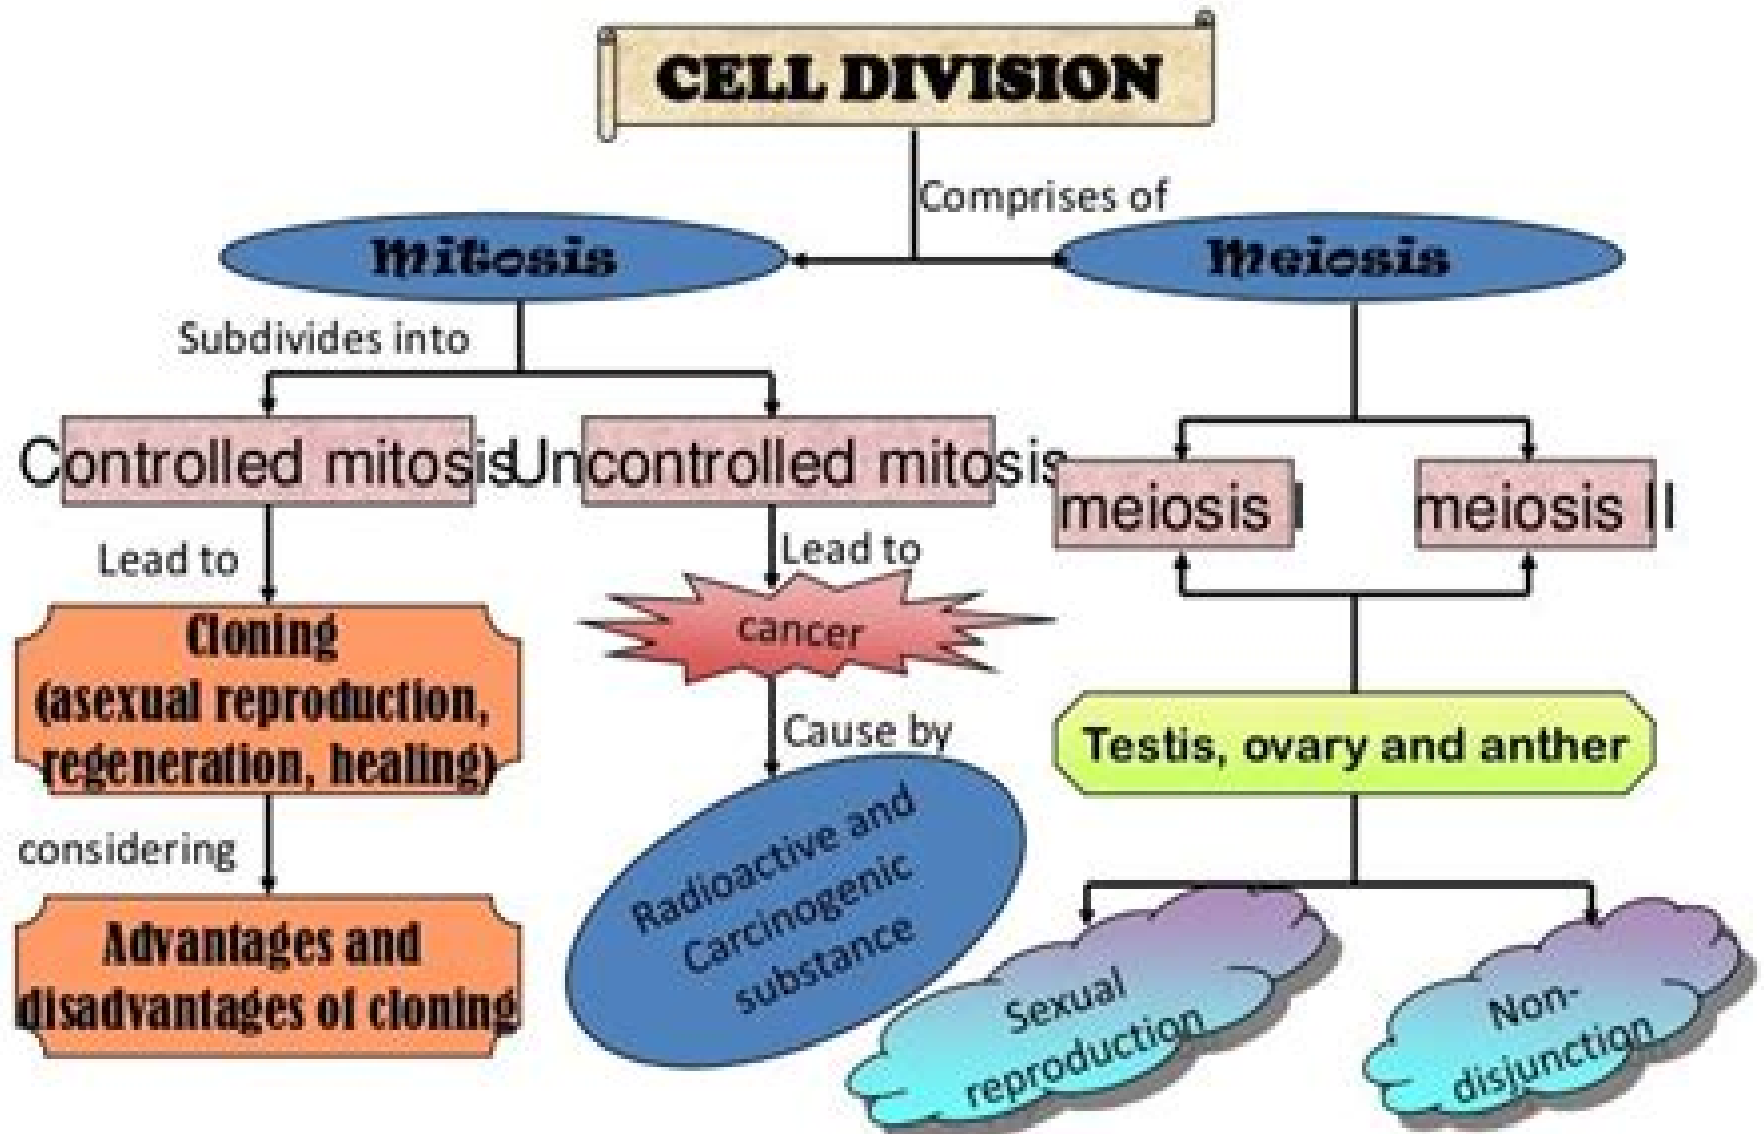 CELL DIVISION
Comprises of
Mitosis
Meiosis
Subdivides into
Controlled mitosis
Uncontrolled mitosis
meiosis I
meiosis II
Lead to
Lead to
Cloning
(asexual reproduction,
regeneration, healing)
cancer
Cause by
Testis, ovary and anther
considering
Radioactive and
Carcinogenic
substance
Advantages and
disadvantages of cloning
Sexual
reproduction
Non-
disjunction